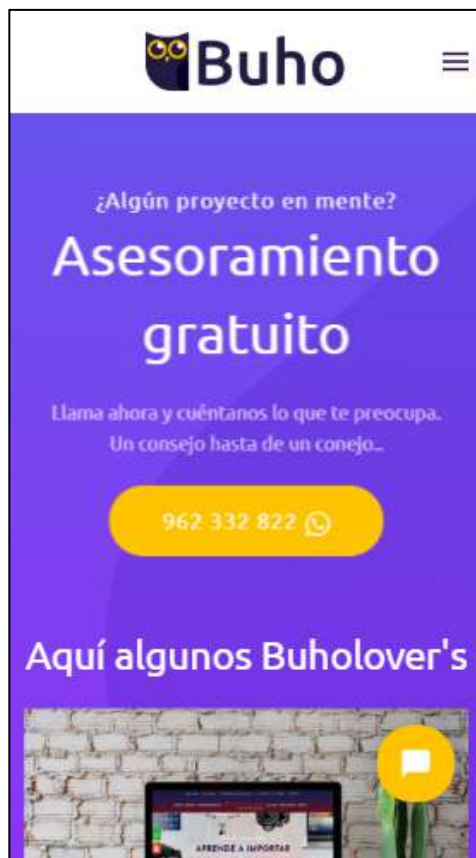 Buho
¿Algún proyecto en mente?
Asesoramiento
gratuito
Llama ahora y cuéntanos lo que te preocupa.
Un consejo hasta de un conejo...
962 332 822
Aquí algunos Buholover's
APRENDE A IMPORTAR